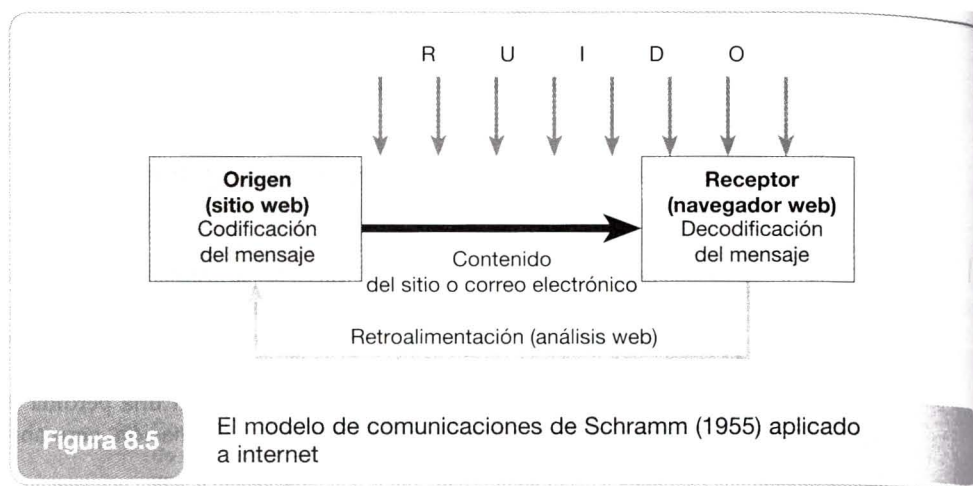 R U I D O
Origen
(sitio web)
Codificación
del mensaje
Contenido
del sitio o correo electrónico
Receptor
(navegador web)
Decodificación
del mensaje
Retroalimentación (análisis web)
Figura 8.5
El modelo de comunicaciones de Schramm (1955) aplicado
a internet